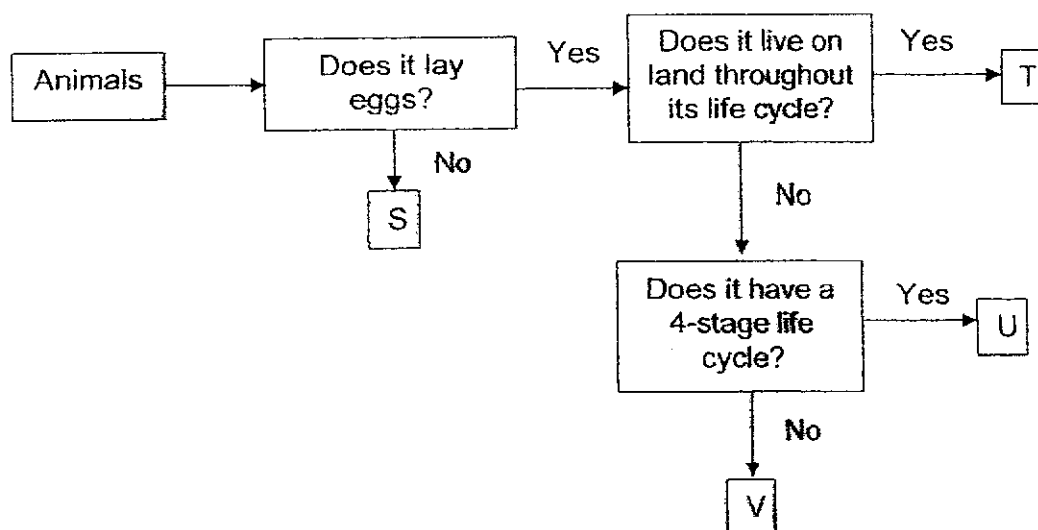 Animals
Does it lay
eggs?
Yes
No
S
Does it live on
land throughout
its life cycle?
Yes
T
No
Does it have a
4-stage life
cycle?
Yes
U
No
V